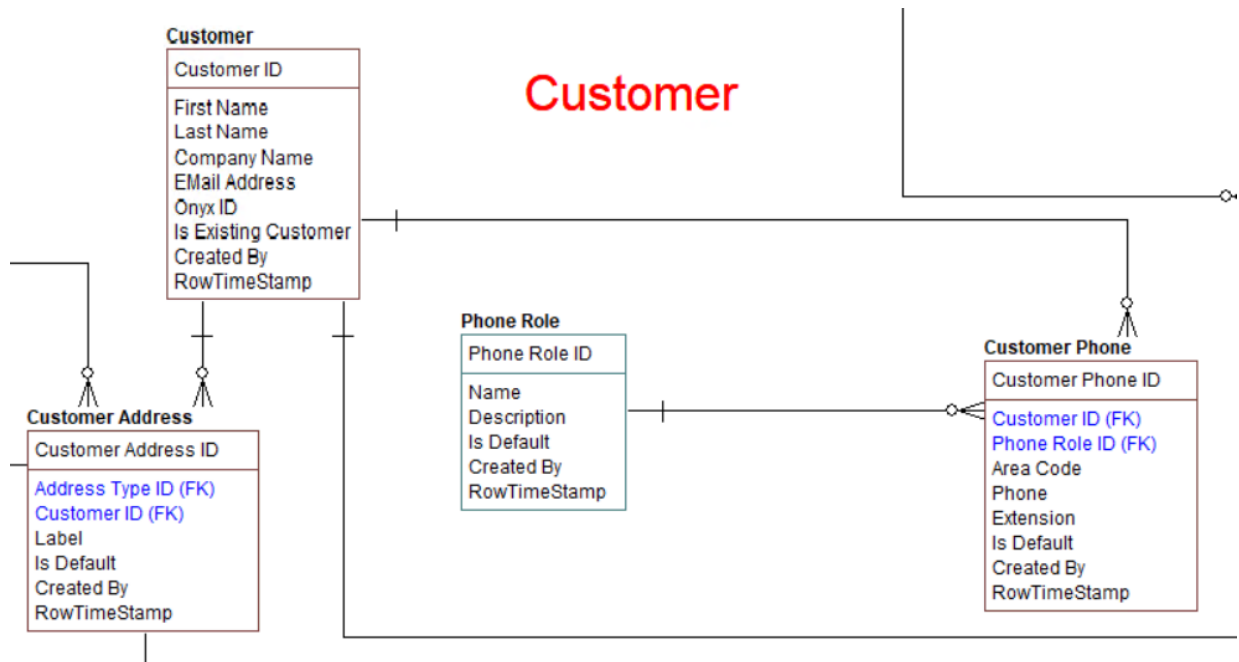 Customer
Customer ID
First Name
Last Name
Company Name
EMail Address
Onyx ID
Is Existing Customer
Created By
RowTimeStamp
Customer
Phone Role
Phone Role ID
Name
Description
Is Default
Created By
RowTimeStamp
Customer Phone
Customer Phone ID
Customer ID (FK)
Phone Role ID (FK)
Area Code
Phone
Extension
Is Default
Created By
RowTimeStamp
Customer Address
Customer Address ID
Address Type ID (FK)
Customer ID (FK)
Label
Is Default
Created By
RowTimeStamp